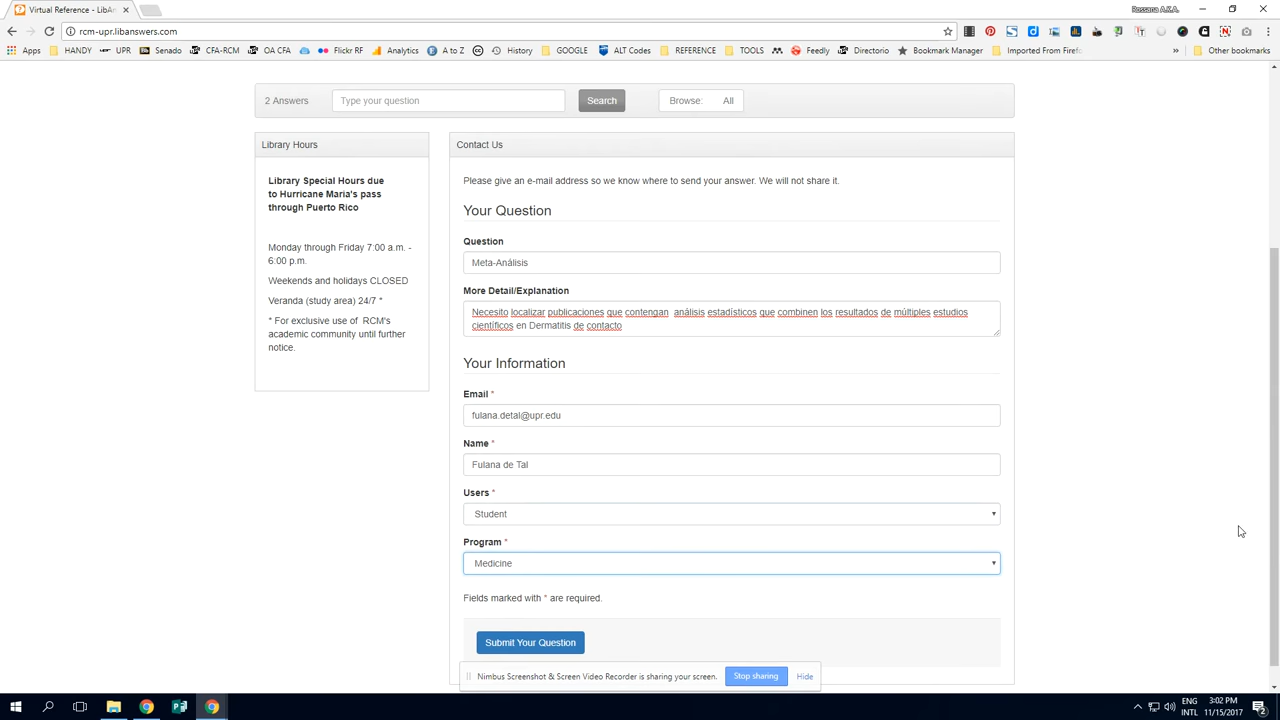 Virtual Reference - LibAn
Rossana A.K.A.
rcm-upr.libanswers.com
Apps HANDY UPR Senado CFA-RCM OA CFA Flickr RF Analytics A to Z History GOOGLE ALT Codes REFERENCE TOOLS Feedly Directorio Bookmark Manager Imported From Firefo » Other bookmarks
2 Answers Type your question Search Browse: All
Library Hours
Library Special Hours due
to Hurricane Maria's pass
through Puerto Rico
Monday through Friday 7:00 a.m. -
6:00 p.m.
Weekends and holidays CLOSED
Veranda (study area) 24/7 *
* For exclusive use of RCM's
academic community until further
notice.
Contact Us
Please give an e-mail address so we know where to send your answer. We will not share it.
Your Question
Question
Meta-Análisis
More Detail/Explanation
Necesito localizar publicaciones que contengan análisis estadísticos que combinen los resultados de múltiples estudios
científicos en Dermatitis de contacto
Your Information
Email *
fulana.detal@upr.edu
Name *
Fulana de Tal
Users *
Student
Program *
Medicine
Fields marked with * are required.
Submit Your Question
Nimbus Screenshot & Screen Video Recorder is sharing your screen. Stop sharing Hide
ENG 3:02 PM
INTL 11/15/2017 2